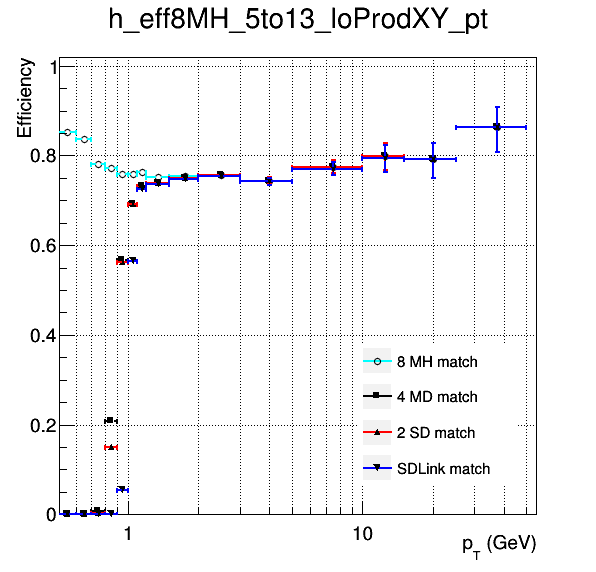 h_eff8MH_5to13_loProdXY_pt
Efficiency
1
0.8
0.6
0.4
0.2
0
8 MH match
4 MD match
2 SD match
SDLink match
1
10
p_T (GeV)